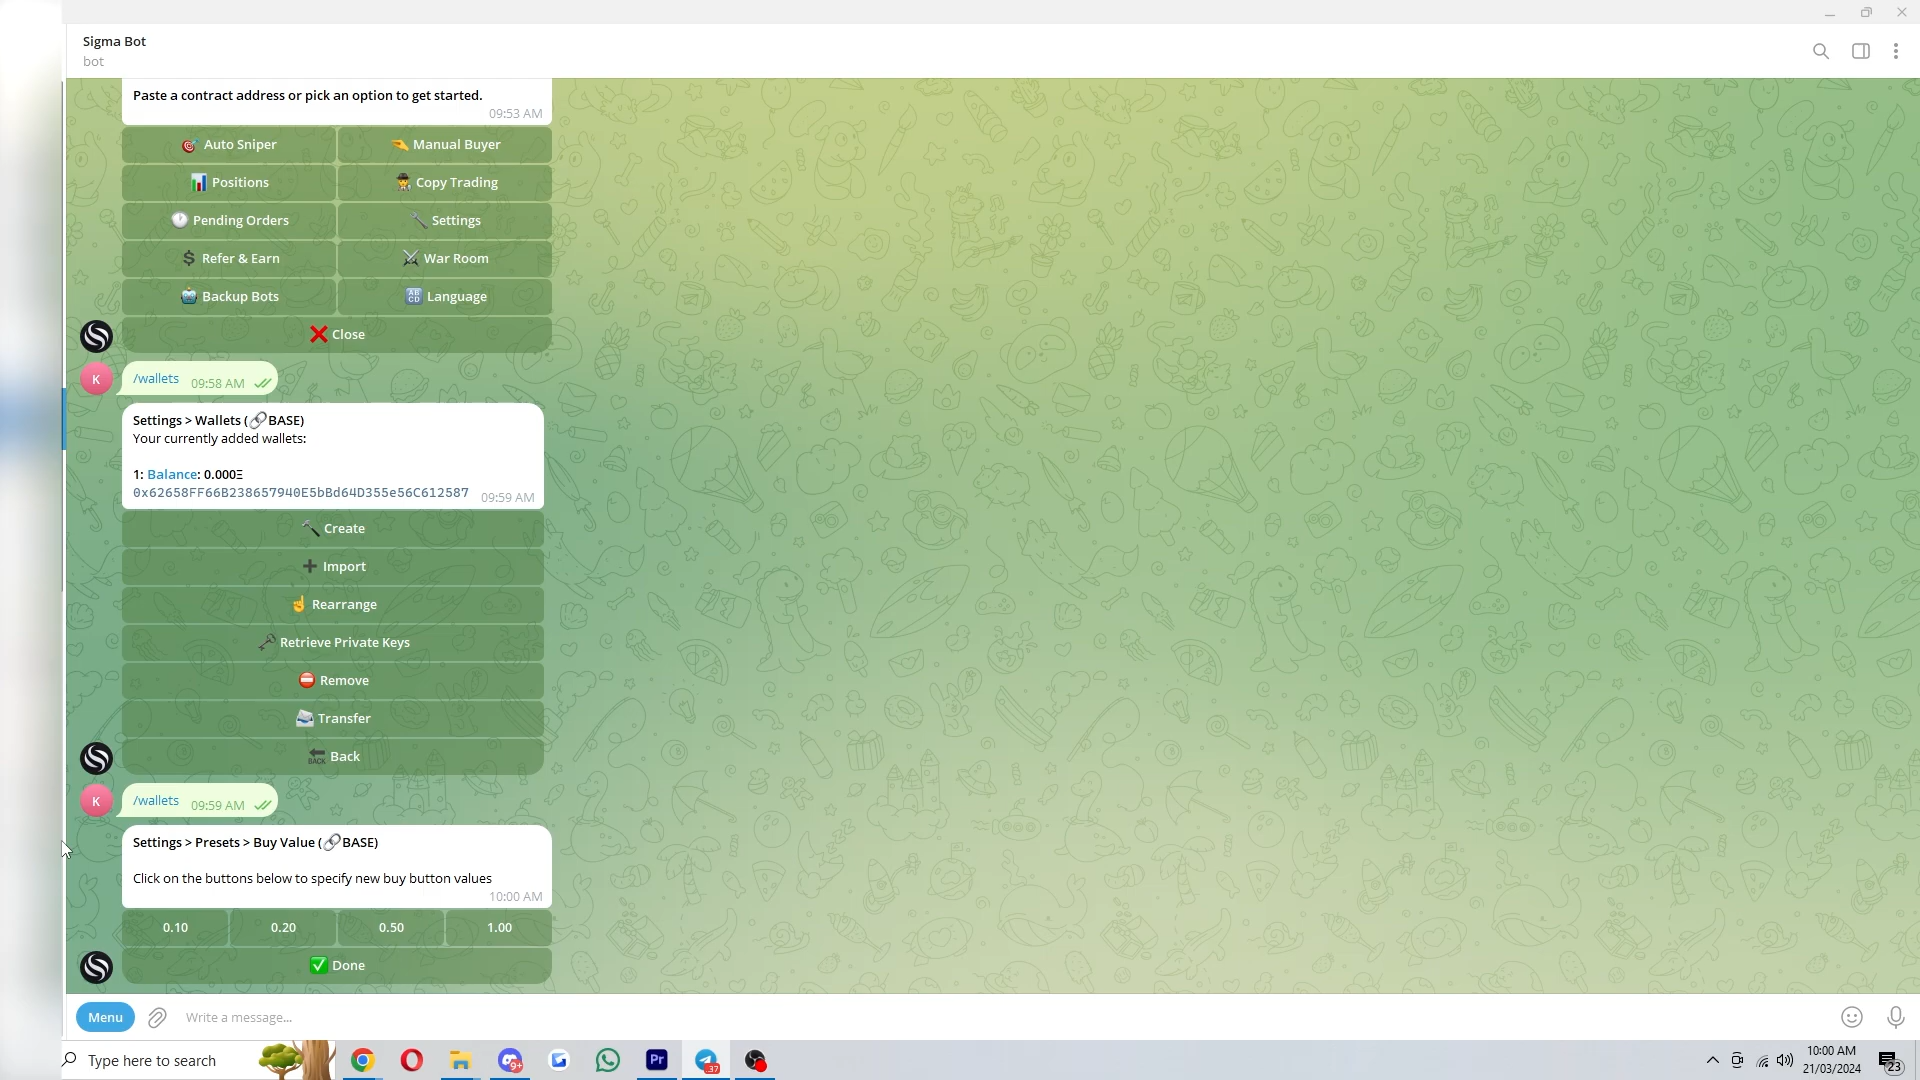 Sigma Bot
bot
Paste a contract address or pick an option to get started.
09:53 AM
Auto Sniper
Manual Buyer
Positions
Copy Trading
Pending Orders
Settings
Refer & Earn
War Room
Backup Bots
Language
Close
K
/wallets 09:58 AM
Settings > Wallets (🔗BASE)
Your currently added wallets:
1: Balance: 0.000Ξ
0x62658FF66B238657940E5bBd64D355e56C612587 09:59 AM
Create
Import
Rearrange
Retrieve Private Keys
Remove
Transfer
BACK Back
K
/wallets 09:59 AM
Settings > Presets > Buy Value (🔗BASE)
Click on the buttons below to specify new buy button values
10:00 AM
0.10 0.20 0.50 1.00
Done
Menu
Write a message...
Type here to search
9+
Pr
37
10:00 AM
21/03/2024
23